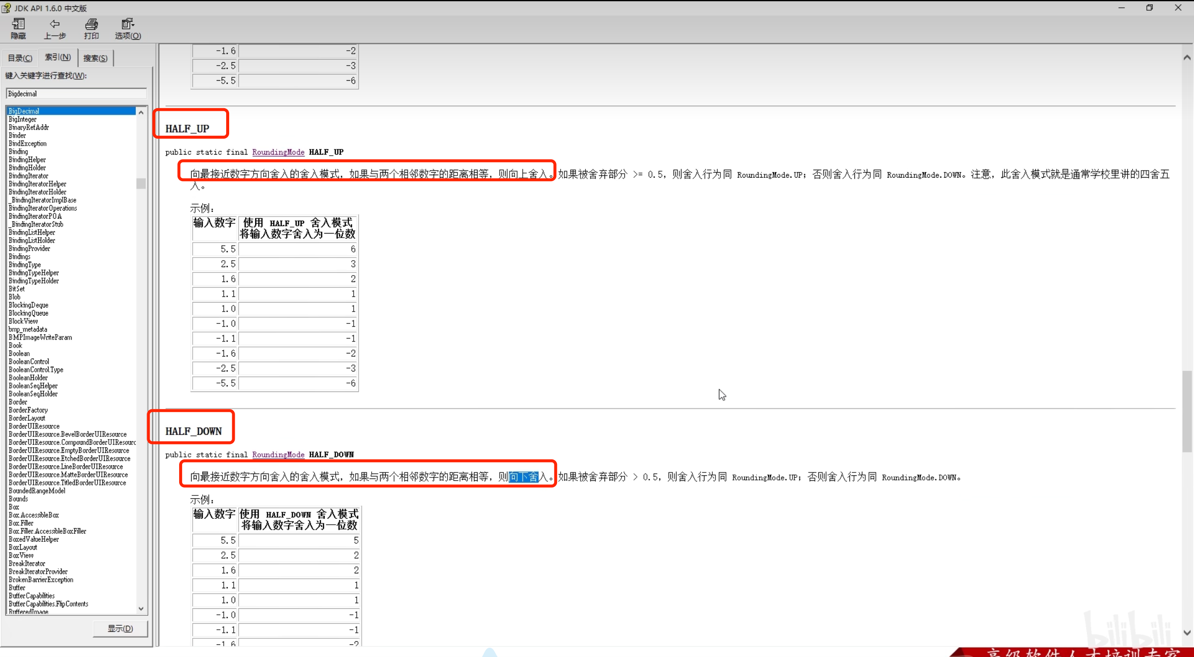 JDK API 1.6.0 中文版
隐藏 上一步 打印 选项(O)
目录(C) 索引(N) 搜索(S)
键入关键字进行查找(W):
Bigdecimal
BigDecimal
BigInteger
BinaryRefAddr
Binder
BindException
Binding
BindingHelper
BindingHolder
BindingIterator
BindingIteratorHelper
BindingIteratorHolder
_BindingIteratorImplBase
BindingIteratorOperations
BindingIteratorPOA
_BindingIteratorStub
BindingListHelper
BindingListHolder
BindingProvider
Bindings
BindingType
BindingTypeHelper
BindingTypeHolder
BitSet
Blob
BlockingDeque
BlockingQueue
BlockView
bmp_metadata
BMPImageWriteParam
Book
Boolean
BooleanControl
BooleanControl.Type
BooleanHolder
BooleanSeqHelper
BooleanSeqHolder
Border
BorderFactory
BorderLayout
BorderUIResource
BorderUIResource.BevelBorderUIResource
BorderUIResource.CompoundBorderUIResourc
BorderUIResource.EmptyBorderUIResource
BorderUIResource.EtchedBorderUIResource
BorderUIResource.LineBorderUIResource
BorderUIResource.MatteBorderUIResource
BorderUIResource.TitledBorderUIResource
BoundedRangeModel
Bounds
Box
Box.AccessibleBox
Box.Filler
Box.Filler.AccessibleBoxFiller
BoxedValueHelper
BoxLayout
BoxView
BreakIterator
BreakIteratorProvider
BrokenBarrierException
Buffer
BufferCapabilities
BufferCapabilities.FlipContents
BufferedImage
显示(D)
-1.6 -2
-2.5 -3
-5.5 -6
HALF_UP
public static final RoundingMode HALF_UP
向最接近数字方向舍入的舍入模式，如果与两个相邻数字的距离相等，则向上舍入。如果被舍弃部分 >= 0.5，则舍入行为同 RoundingMode.UP；否则舍入行为同 RoundingMode.DOWN。注意，此舍入模式就是通常学校里讲的四舍五
入。
示例：
输入数字 使用 HALF_UP 舍入模式
将输入数字舍入为一位数
5.5 6
2.5 3
1.6 2
1.1 1
1.0 1
-1.0 -1
-1.1 -1
-1.6 -2
-2.5 -3
-5.5 -6
HALF_DOWN
public static final RoundingMode HALF_DOWN
向最接近数字方向舍入的舍入模式，如果与两个相邻数字的距离相等，则向下舍入。如果被舍弃部分 > 0.5，则舍入行为同 RoundingMode.UP；否则舍入行为同 RoundingMode.DOWN。
示例：
输入数字 使用 HALF_DOWN 舍入模式
将输入数字舍入为一位数
5.5 5
2.5 2
1.6 2
1.1 1
1.0 1
-1.0 -1
-1.1 -1
-1.6 -2
bilibili
高级软件人才培训专家